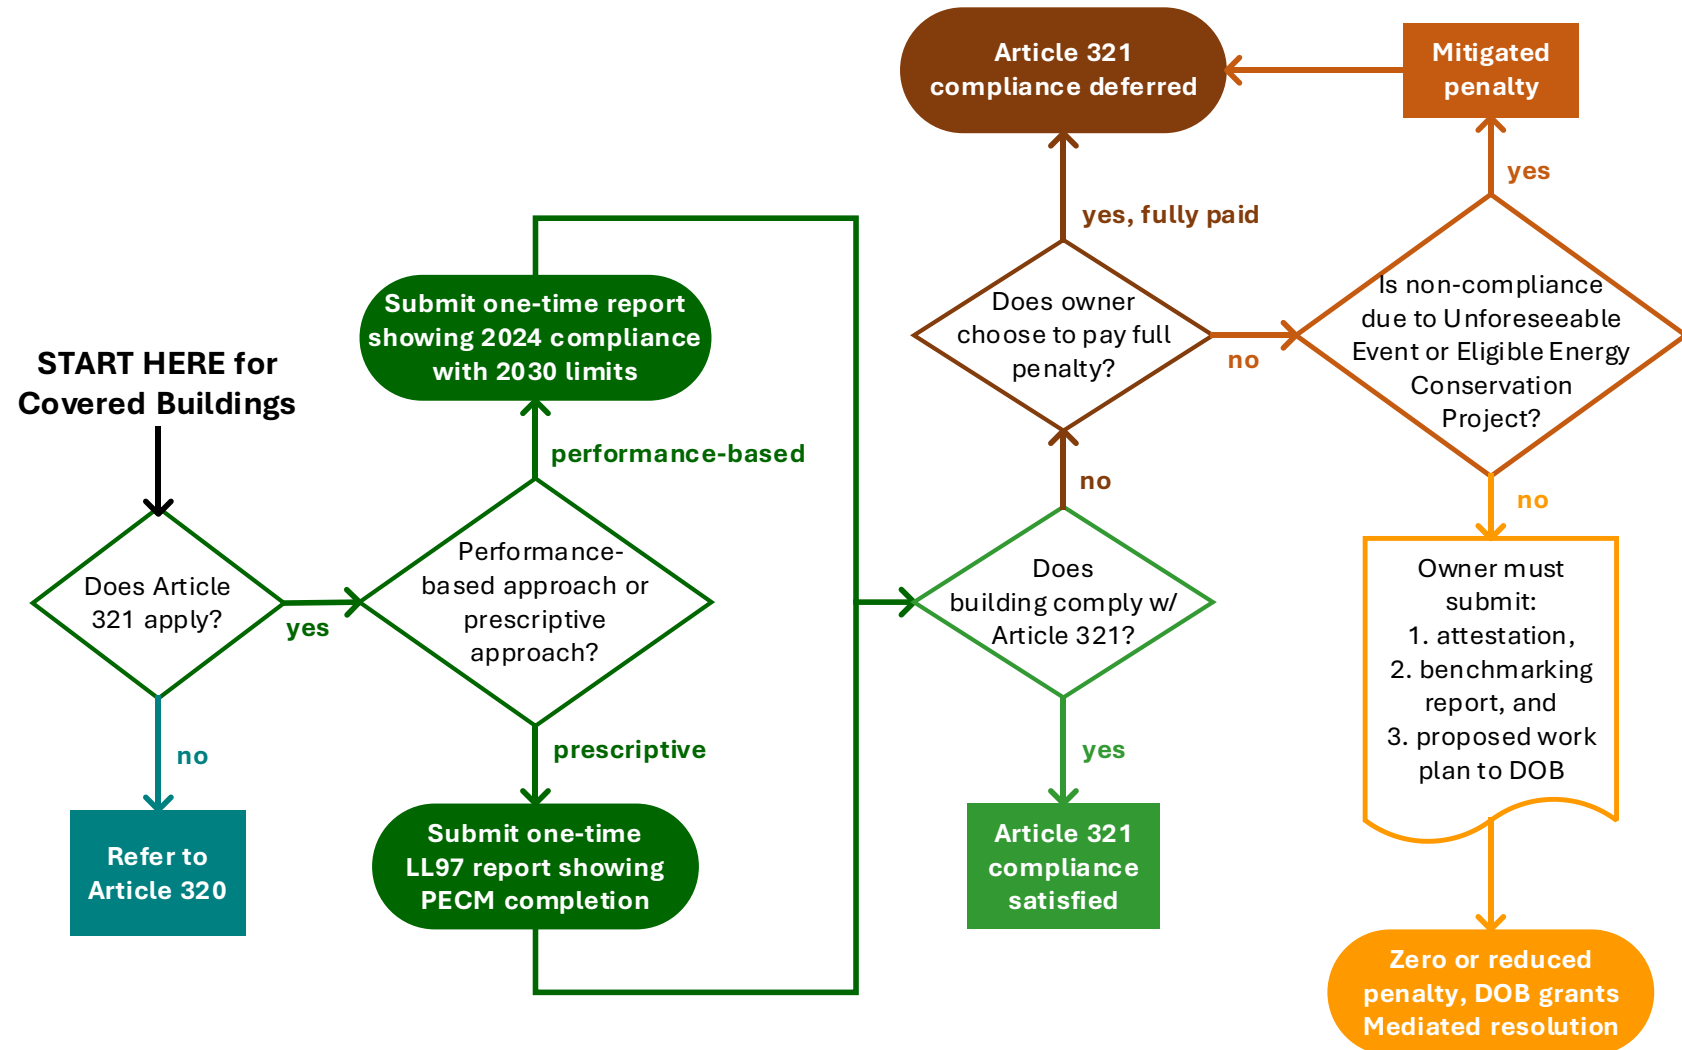 START HERE for
Covered Buildings
Does Article
321 apply?
yes
no
Refer to
Article 320
Performance-
based approach or
prescriptive
approach?
performance-based
Submit one-time report
showing 2024 compliance
with 2030 limits
prescriptive
Submit one-time
LL97 report showing
PECM completion
Does
building comply w/
Article 321?
yes
Article 321
compliance
satisfied
no
Does owner
choose to pay full
penalty?
yes, fully paid
Article 321
compliance deferred
no
Is non-compliance
due to Unforeseeable
Event or Eligible Energy
Conservation
Project?
yes
Mitigated
penalty
no
Owner must
submit:
1. attestation,
2. benchmarking
report, and
3. proposed work
plan to DOB
Zero or reduced
penalty, DOB grants
Mediated resolution